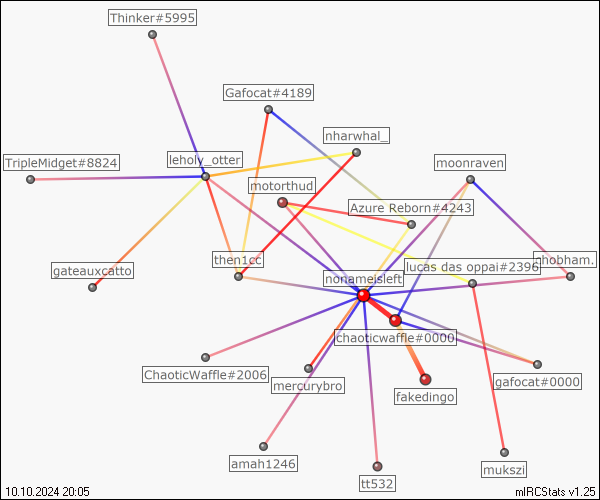 Thinker#5995
Gafocat#4189
nharwhal_
TripleMidget#8824
leholy_otter
moonraven
motorthud
Azure Reborn#4243
gateauxcatto
then1cc
nonameisleft
lucas das oppai#2396
hobham.
chaoticwaffle#0000
ChaoticWaffle#2006
mercurybro
fakedingo
gafocat#0000
amah1246
tt532
mukszi
10.10.2024 20:05
mIRCStats v1.25